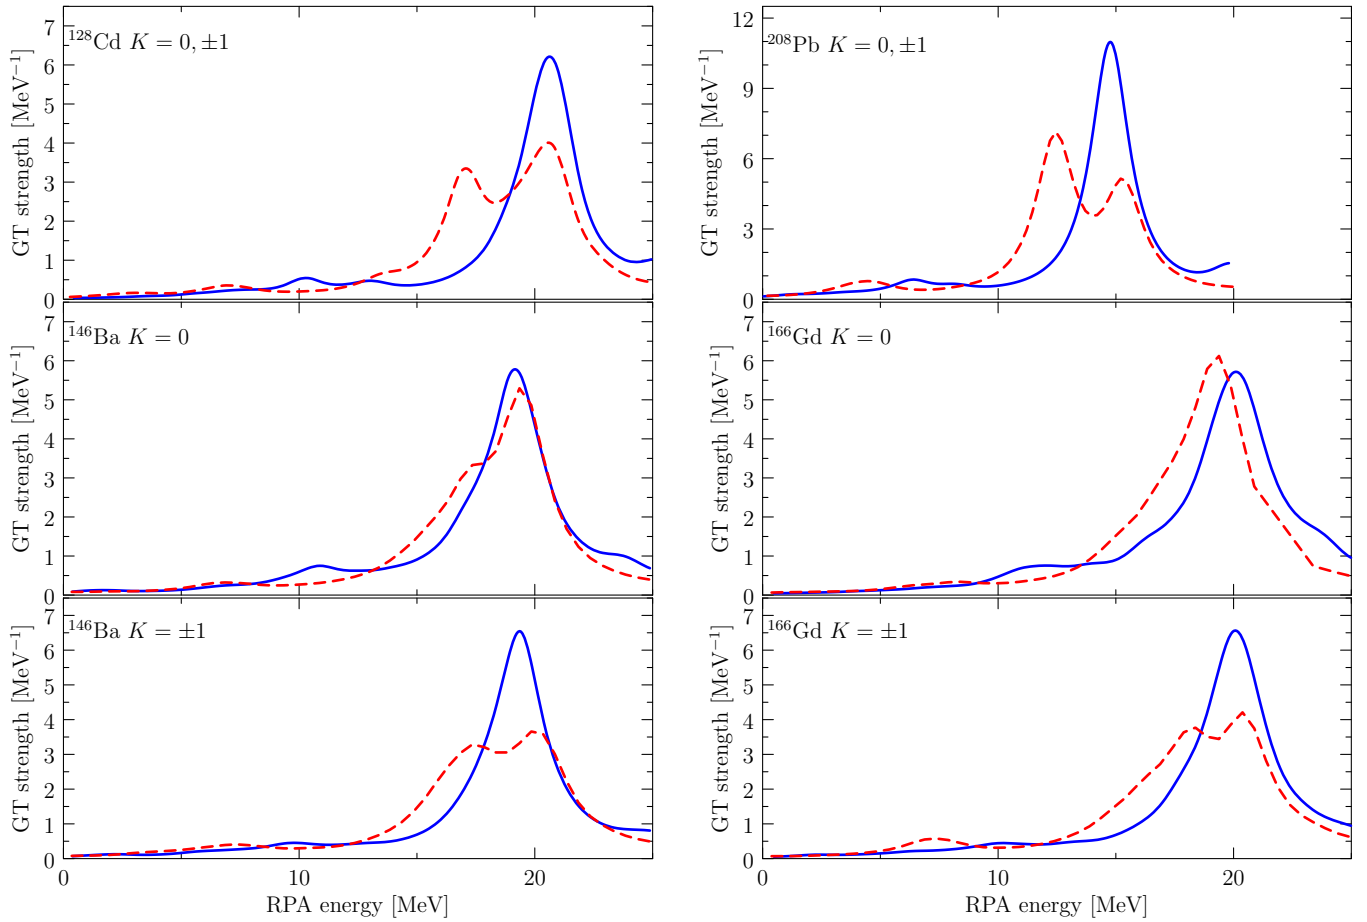 GT strength [MeV⁻¹]
7
6
5
4
3
2
1
0
¹²⁸Cd K = 0, ±1
GT strength [MeV⁻¹]
12
9
6
3
0
²⁰⁸Pb K = 0, ±1
GT strength [MeV⁻¹]
7
6
5
4
3
2
1
0
¹⁴⁶Ba K = 0
GT strength [MeV⁻¹]
7
6
5
4
3
2
1
0
¹⁶⁶Gd K = 0
GT strength [MeV⁻¹]
7
6
5
4
3
2
1
0
¹⁴⁶Ba K = ±1
0 10 20
RPA energy [MeV]
GT strength [MeV⁻¹]
7
6
5
4
3
2
1
0
¹⁶⁶Gd K = ±1
0 10 20
RPA energy [MeV]